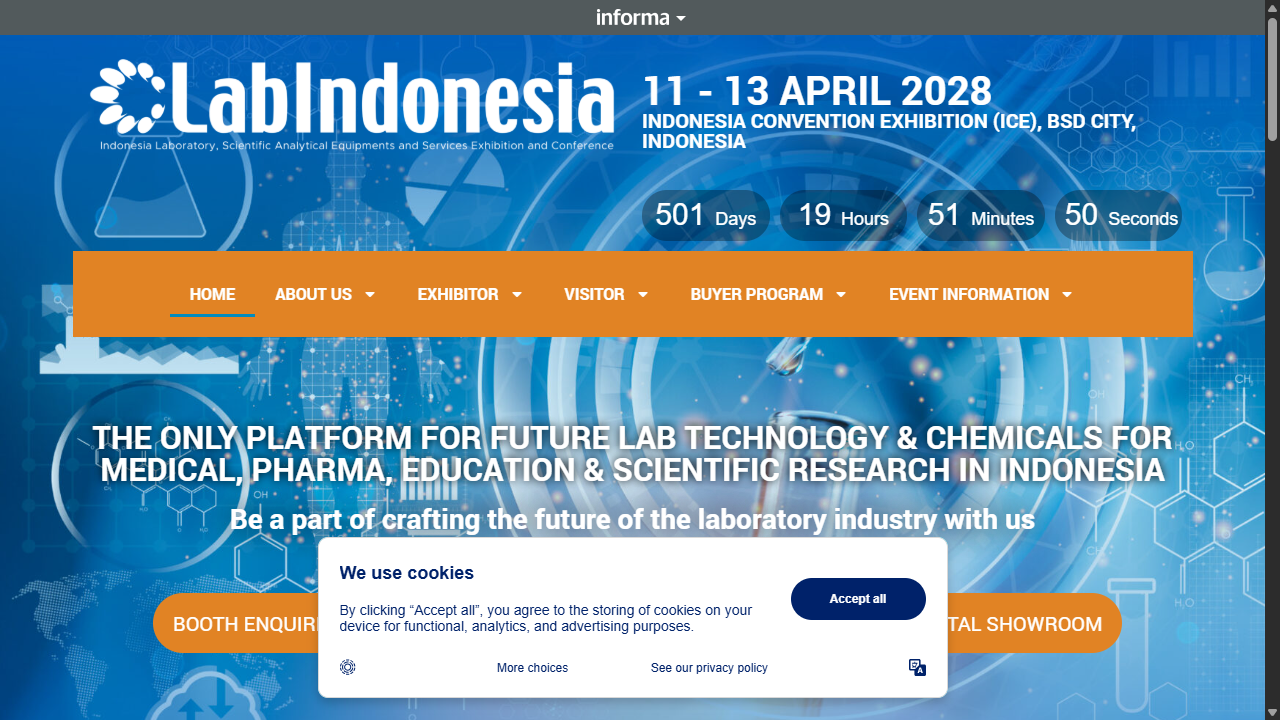 informa
LabIndonesia
Indonesia Laboratory, Scientific Analytical Equipments and Services Exhibition and Conference
11 - 13 APRIL 2028
INDONESIA CONVENTION EXHIBITION (ICE), BSD CITY,
INDONESIA
501 Days 19 Hours 51 Minutes 50 Seconds
HOME ABOUT US EXHIBITOR VISITOR BUYER PROGRAM EVENT INFORMATION
THE ONLY PLATFORM FOR FUTURE LAB TECHNOLOGY & CHEMICALS FOR
MEDICAL, PHARMA, EDUCATION & SCIENTIFIC RESEARCH IN INDONESIA
Be a part of crafting the future of the laboratory industry with us
BOOTH ENQUIR
TAL SHOWROOM
We use cookies
By clicking “Accept all”, you agree to the storing of cookies on your
device for functional, analytics, and advertising purposes.
Accept all
More choices See our privacy policy